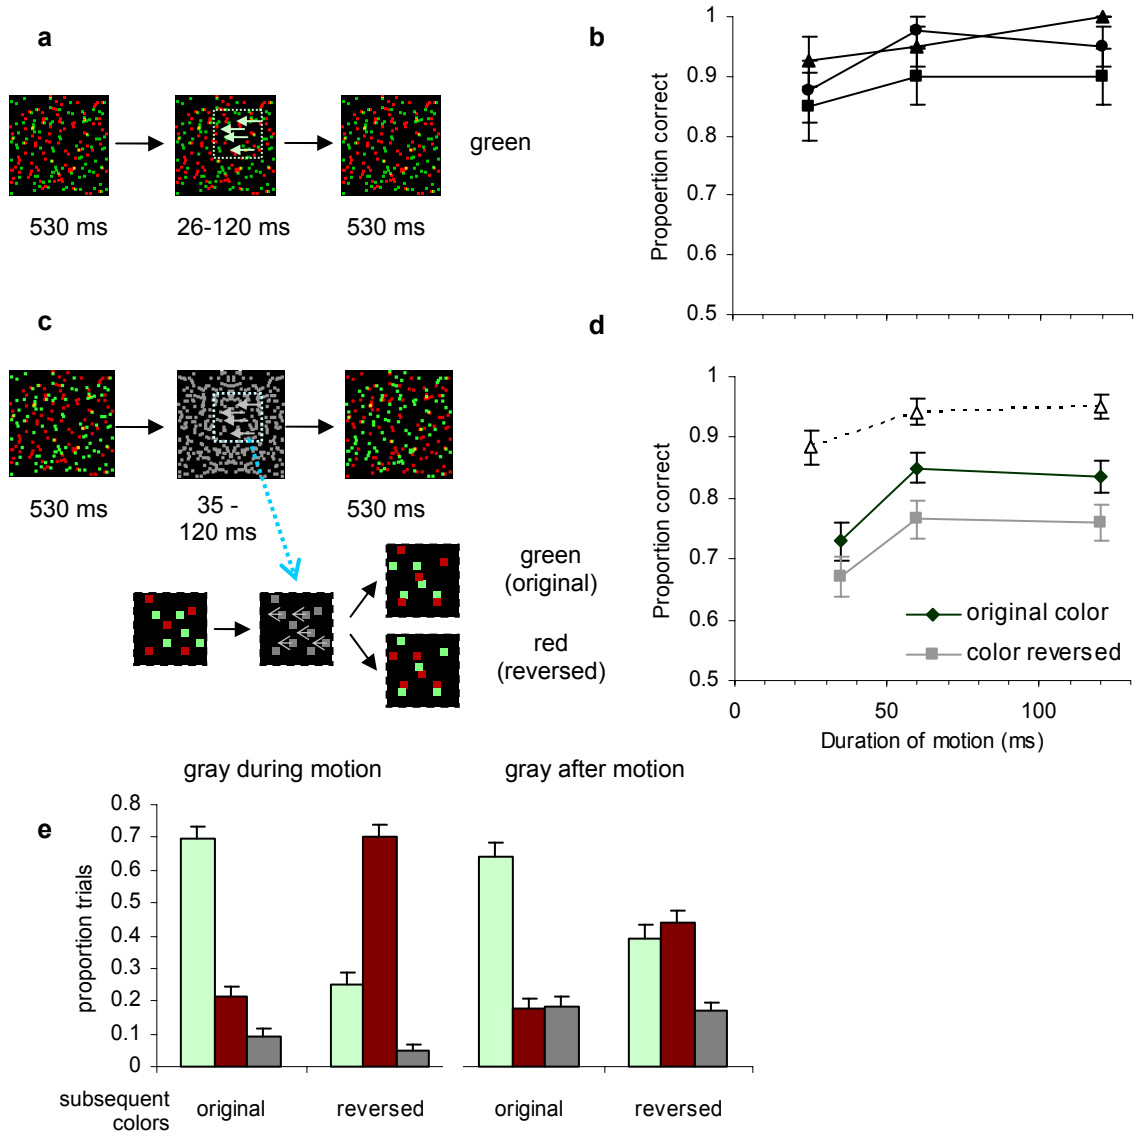 a
530 ms
26-120 ms
530 ms
green
b
Propoertion correct
1
0.9
0.8
0.7
0.6
0.5
c
530 ms
35 -
120 ms
530 ms
green
(original)
red
(reversed)
d
Proportion correct
1
0.9
0.8
0.7
0.6
0.5
original color
color reversed
0
50
100
Duration of motion (ms)
e
gray during motion
gray after motion
proportion trials
0.8
0.7
0.6
0.5
0.4
0.3
0.2
0.1
0
subsequent
colors
original
reversed
original
reversed